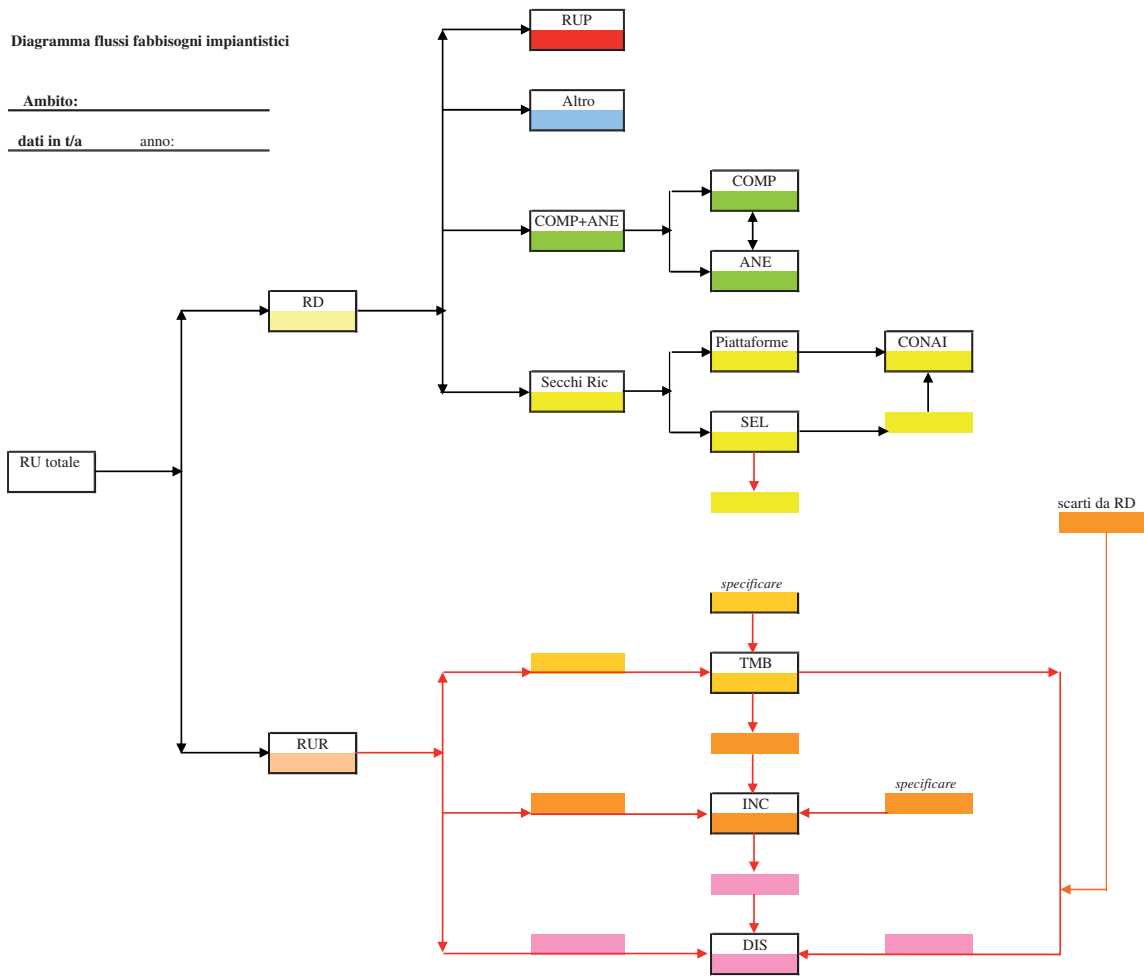 Diagramma flussi fabbisogni impiantistici
Ambito:
dati in t/a anno:
RUP
Altro
COMP
COMP+ANE
ANE
RD
Piattaforme
CONAI
Secchi Ric
SEL
RU totale
scarti da RD
specificare
TMB
RUR
specificare
INC
DIS